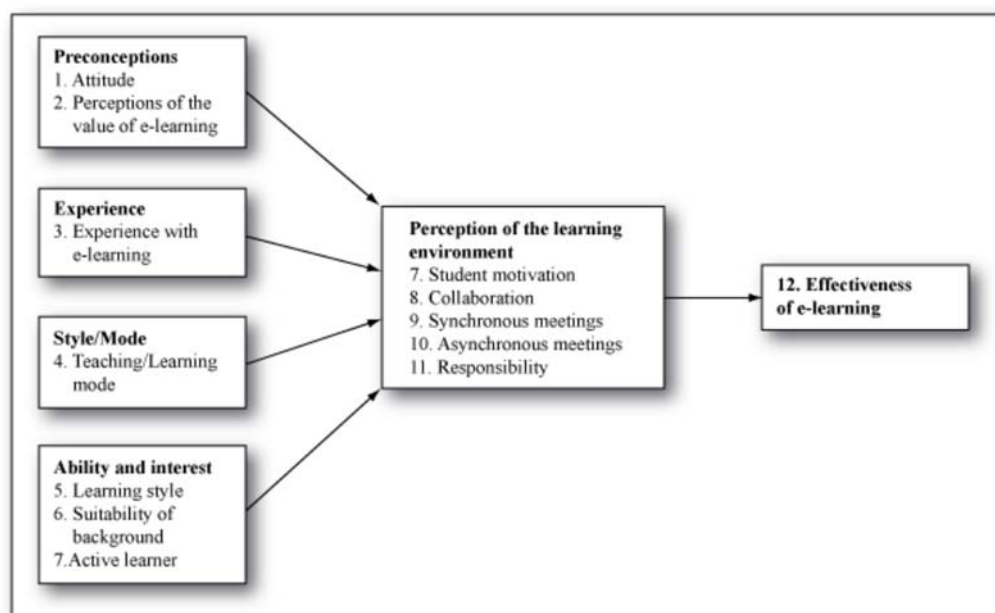 Preconceptions
1. Attitude
2. Perceptions of the
value of e-learning
Experience
3. Experience with
e-learning
Style/Mode
4. Teaching/Learning
mode
Ability and interest
5. Learning style
6. Suitability of
background
7.Active learner
Perception of the learning
environment
7. Student motivation
8. Collaboration
9. Synchronous meetings
10. Asynchronous meetings
11. Responsibility
12. Effectiveness
of e-learning